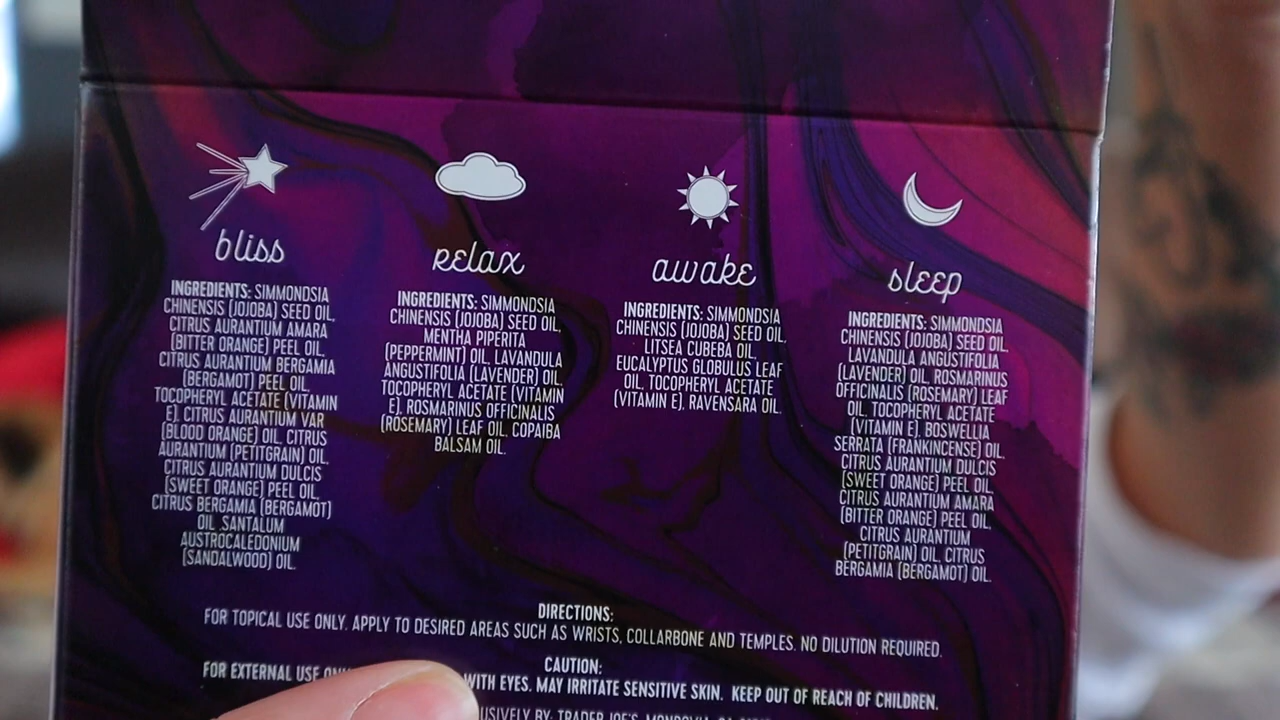 bliss
INGREDIENTS: SIMMONDSIA
CHINENSIS (JOJOBA) SEED OIL,
CITRUS AURANTIUM AMARA
(BITTER ORANGE) PEEL OIL,
CITRUS AURANTIUM BERGAMIA
(BERGAMOT) PEEL OIL,
TOCOPHERYL ACETATE (VITAMIN
E), CITRUS AURANTIUM VAR
(BLOOD ORANGE) OIL, CITRUS
AURANTIUM (PETITGRAIN) OIL,
CITRUS AURANTIUM DULCIS
(SWEET ORANGE) PEEL OIL,
CITRUS BERGAMIA (BERGAMOT)
OIL ,SANTALUM
AUSTROCALEDONIUM
(SANDALWOOD) OIL.
RELAX
INGREDIENTS: SIMMONDSIA
CHINENSIS (JOJOBA) SEED OIL,
MENTHA PIPERITA
(PEPPERMINT) OIL, LAVANDULA
ANGUSTIFOLIA (LAVENDER) OIL,
TOCOPHERYL ACETATE (VITAMIN
E), ROSMARINUS OFFICINALIS
(ROSEMARY) LEAF OIL, COPAIBA
BALSAM OIL.
awake
INGREDIENTS: SIMMONDSIA
CHINENSIS (JOJOBA) SEED OIL,
LITSEA CUBEBA OIL,
EUCALYPTUS GLOBULUS LEAF
OIL, TOCOPHERYL ACETATE
(VITAMIN E), RAVENSARA OIL.
sleep
INGREDIENTS: SIMMONDSIA
CHINENSIS (JOJOBA) SEED OIL,
LAVANDULA ANGUSTIFOLIA
(LAVENDER) OIL, ROSMARINUS
OFFICINALIS (ROSEMARY) LEAF
OIL, TOCOPHERYL ACETATE
(VITAMIN E), BOSWELLIA
SERRATA (FRANKINCENSE) OIL,
CITRUS AURANTIUM DULCIS
(SWEET ORANGE) PEEL OIL,
CITRUS AURANTIUM AMARA
(BITTER ORANGE) PEEL OIL,
CITRUS AURANTIUM
(PETITGRAIN) OIL, CITRUS
BERGAMIA (BERGAMOT) OIL.
DIRECTIONS:
FOR TOPICAL USE ONLY. APPLY TO DESIRED AREAS SUCH AS WRISTS, COLLARBONE AND TEMPLES. NO DILUTION REQUIRED.
CAUTION:
FOR EXTERNAL USE WITH EYES. MAY IRRITATE SENSITIVE SKIN. KEEP OUT OF REACH OF CHILDREN.
BY: TRADER JOE'S,